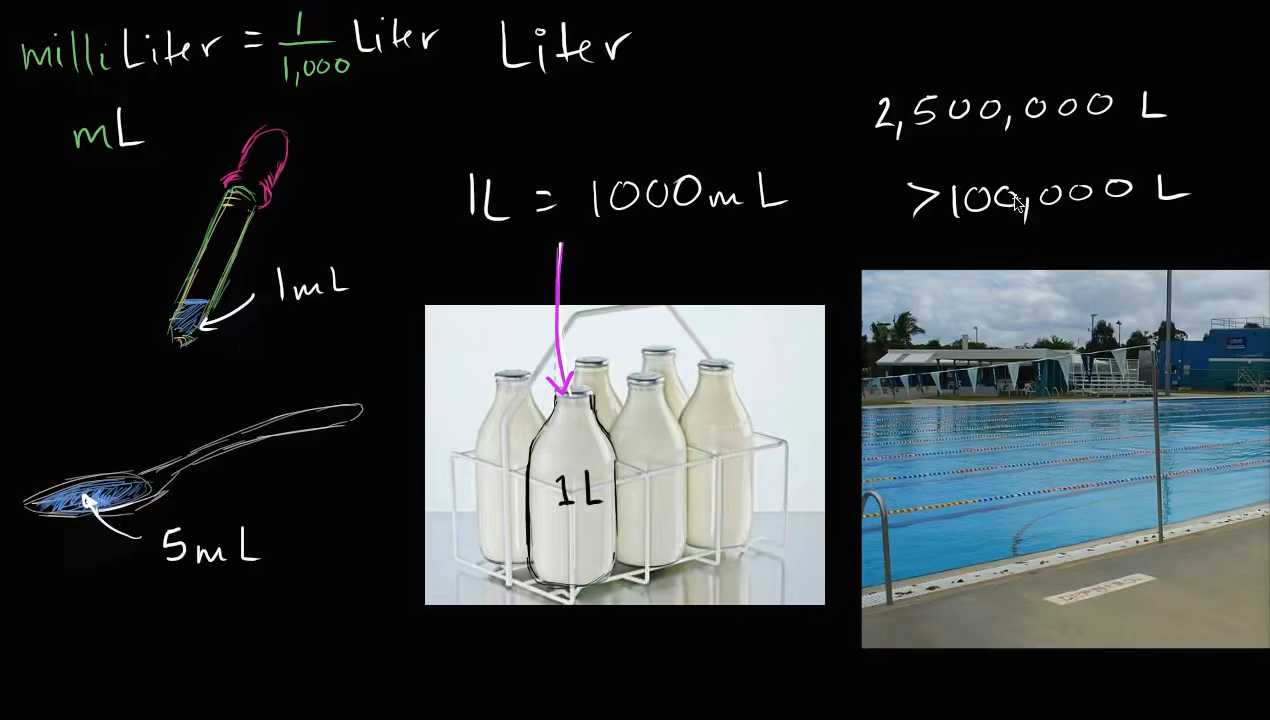 milliLiter = 1/1,000 Liter
mL
1mL
5mL
Liter
1L = 1000mL
1L
2,500,000 L
>100,000 L